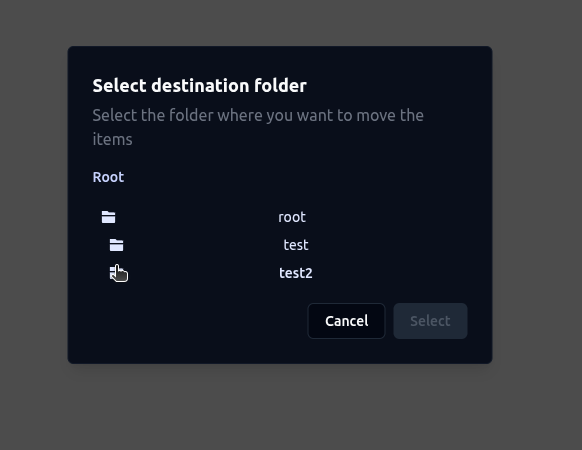 Select destination folder
Select the folder where you want to move the
items
Root
root
test
test2
Cancel
Select